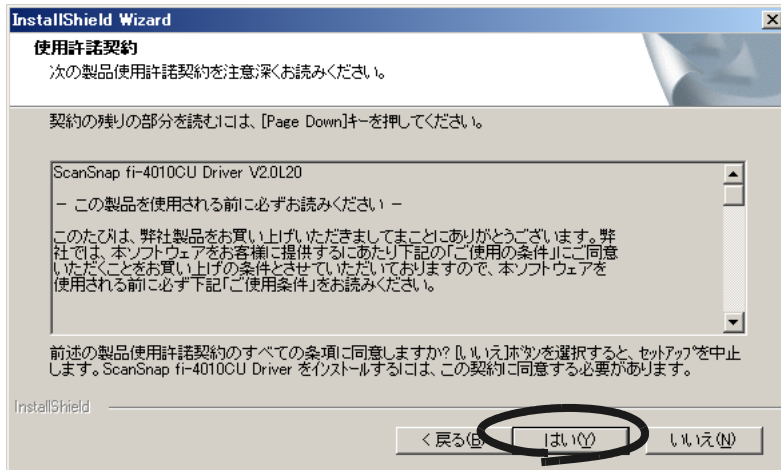 InstallShield Wizard
使用許諾契約
次の製品使用許諾契約を注意深くお読みください。
契約の残りの部分を読むには、[Page Down]キーを押してください。
ScanSnap fi-4010CU Driver V2.0L20
− この製品を使用される前に必ずお読みください −
このたびは、弊社製品をお買い上げいただきましてまことにありがとうございます。弊
社では、本ソフトウェアをお客様に提供するにあたり下記の「ご使用の条件」にご同意
いただくことをお買い上げの条件とさせていただいておりますので、本ソフトウェアを
使用される前に必ず下記「ご使用条件」をお読みください。
前述の製品使用許諾契約のすべての条項に同意しますか? [いいえ]ボタンを選択すると、セットアップを中止
します。ScanSnap fi-4010CU Driver をインストールするには、この契約に同意する必要があります。
InstallShield
< 戻る(B) はい(Y) いいえ(N)